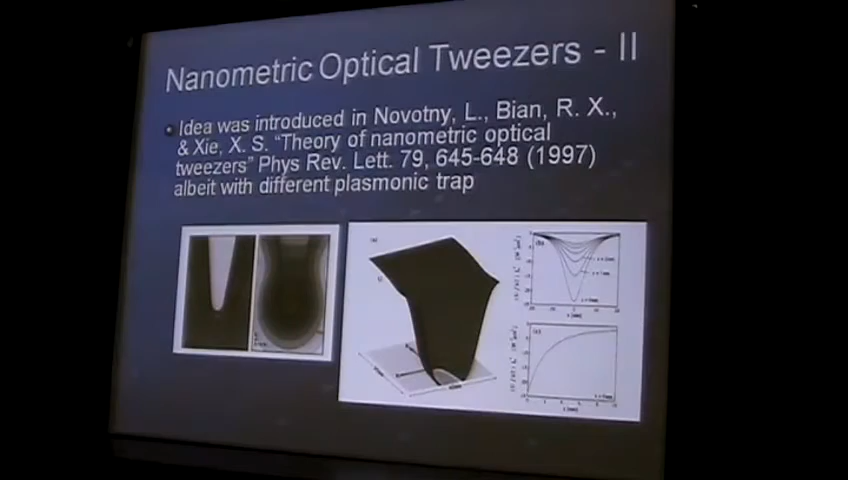 Nanometric Optical Tweezers - II
Idea was introduced in Novotny, L., Bian, R. X.,
& Xie, X. S. "Theory of nanometric optical
tweezers" Phys Rev. Lett. 79, 645-648 (1997)
albeit with different plasmonic trap
(a)
(b)
(c)